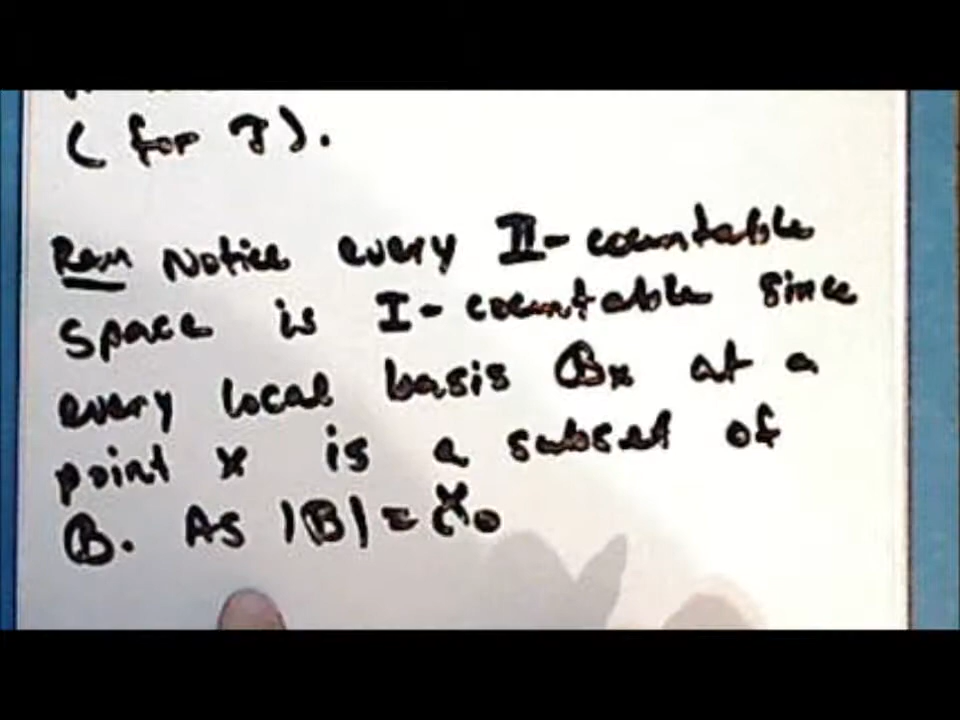 ( for T ).
Rem Notice every II-countable
space is I-countable since
every local basis Bx at a
point x is a subset of
B. As |B| = ℵ₀